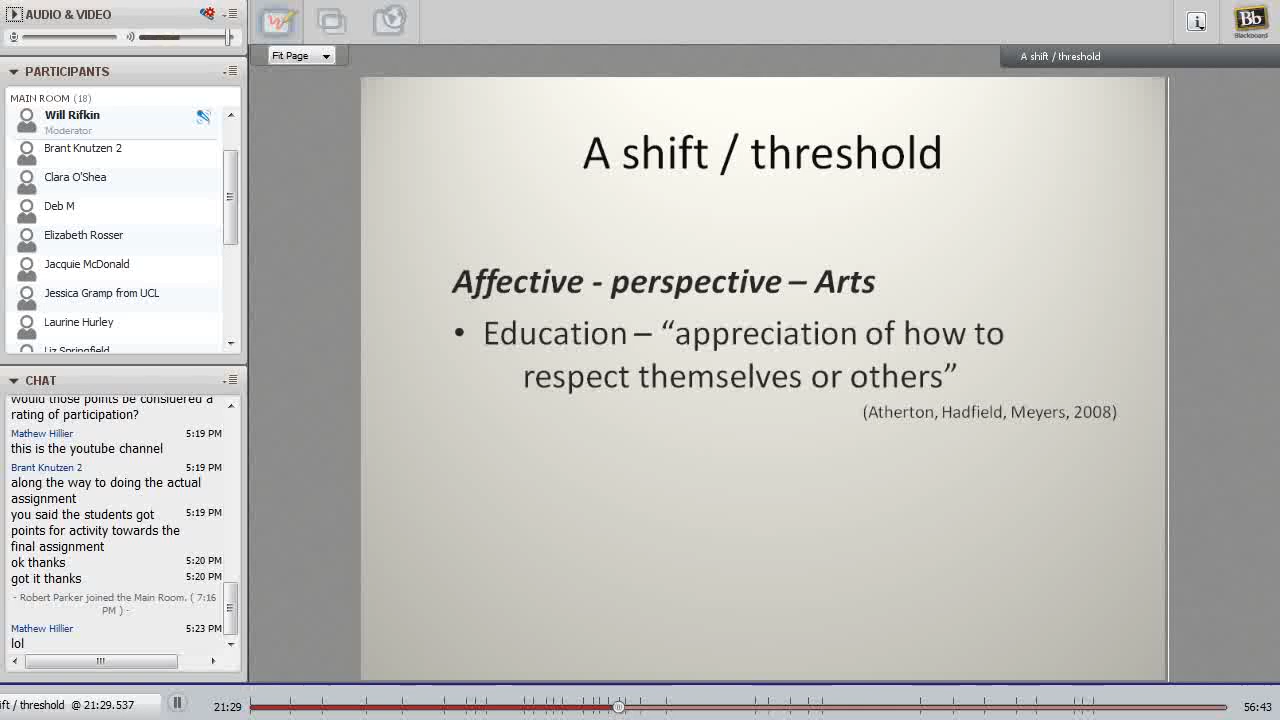 AUDIO & VIDEO
PARTICIPANTS
MAIN ROOM (18)
Will Rifkin
Moderator
Brant Knutzen 2
Clara O'Shea
Deb M
Elizabeth Rosser
Jacquie McDonald
Jessica Gramp from UCL
Laurine Hurley
Liz Springfield
CHAT
would those points be considered a
rating of participation?
Mathew Hillier 5:19 PM
this is the youtube channel
Brant Knutzen 2 5:19 PM
along the way to doing the actual
assignment
you said the students got 5:19 PM
points for activity towards the
final assignment
ok thanks 5:20 PM
got it thanks 5:20 PM
- Robert Parker joined the Main Room. ( 7:16
PM ) -
Mathew Hillier 5:23 PM
lol
Fit Page
A shift / threshold
Bb
Blackboard
A shift / threshold
Affective - perspective – Arts
• Education – “appreciation of how to
respect themselves or others”
(Atherton, Hadfield, Meyers, 2008)
ift / threshold @ 21:29.537
21:29
56:43